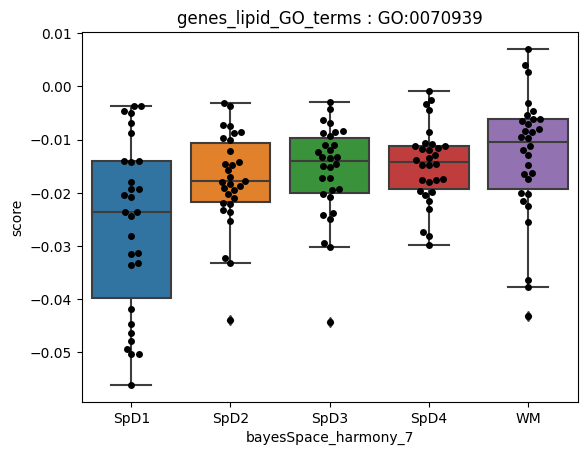 genes_lipid_GO_terms : GO:0070939
score
0.01
0.00
−0.01
−0.02
−0.03
−0.04
−0.05
SpD1 SpD2 SpD3 SpD4 WM
bayesSpace_harmony_7